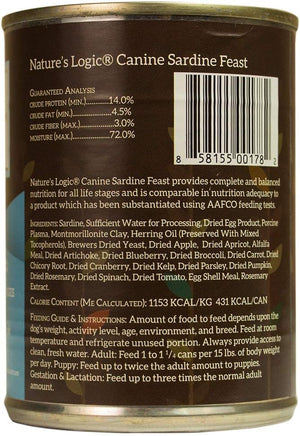 Nature's Logic® Canine Sardine Feast
Guaranteed Analysis
Crude Protein (Min.)..............14.0%
Crude Fat (Min.)......................4.5%
Crude Fiber (Max.).................3.0%
Moisture (Max.)......................72.0%
8 58155 00178 2
Nature's Logic® Canine Sardine Feast provides complete and balanced
nutrition for all life stages and is comparable in nutrition adequacy to
a product which has been substantiated using AAFCO feeding tests.
Ingredients: Sardine, Sufficient Water for Processing, Dried Egg Product, Porcine
Plasma, Montmorillonite Clay, Herring Oil (Preserved With Mixed
Tocopherols), Brewers Dried Yeast, Dried Apple, Dried Apricot, Alfalfa
Meal, Dried Artichoke, Dried Blueberry, Dried Broccoli, Dried Carrot, Dried
Chicory Root, Dried Cranberry, Dried Kelp, Dried Parsley, Dried Pumpkin,
Dried Rosemary, Dried Spinach, Dried Tomato, Egg Shell Meal, Rosemary
Extract.
Calorie Content (Me Calculated): 1153 KCAL/KG 431 KCAL/CAN
Feeding Guide & Instructions: Amount of food to feed depends upon the
dog's weight, activity level, age, environment, and breed. Feed at room
temperature and refrigerate unused portion. Always provide access to
clean, fresh water. Adult: Feed 1 to 1 1/4 cans per 15 lbs. of body weight
per day. Puppy: Feed up to twice the adult amount to puppies.
Gestation & Lactation: Feed up to three times the normal
adult amount.